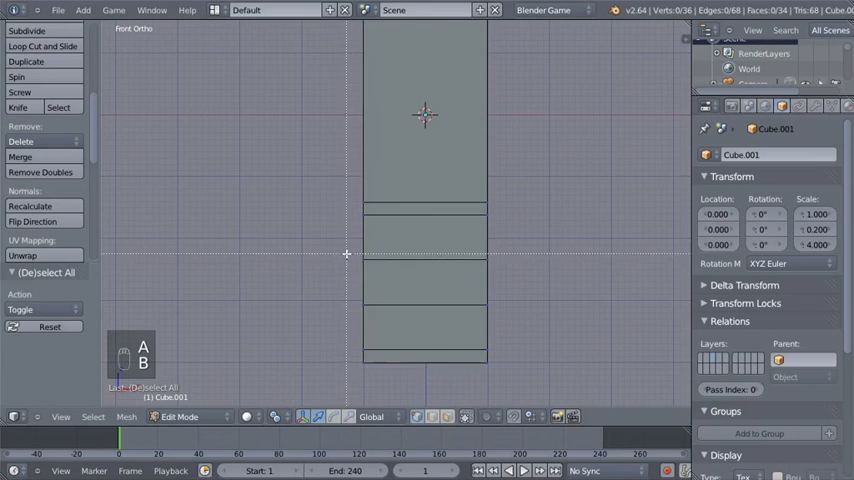 File Add Game Window Help Default Scene Blender Game v2.64 | Verts:0/36 | Edges:0/68 | Faces:0/34 | Tris:68
Front Ortho
Subdivide
Loop Cut and Slide
Duplicate
Spin
Screw
Knife Select
Remove:
Delete
Merge
Remove Doubles
Normals:
Recalculate
Flip Direction
UV Mapping:
Unwrap
(De)select All
Action
Toggle
Reset
A
B
Last: (De)select All
(1) Cube.001
View Select Mesh Edit Mode Global
-40 -20 0 20 40 60 80 100 120 140 160 180 200 220 240 260
View Marker Frame Playback Start: 1 End: 240 1 No Sync
View Search All Scenes
RenderLayers
World
Cube.001
Cube.001
Transform
Location: Rotation: Scale:
0.000 0° 1.000
0.000 0° 0.200
0.000 0° 4.000
Rotation M XYZ Euler
Delta Transform
Transform Locks
Relations
Layers: Parent:
Object
Pass Index: 0
Groups
Add to Group
Display